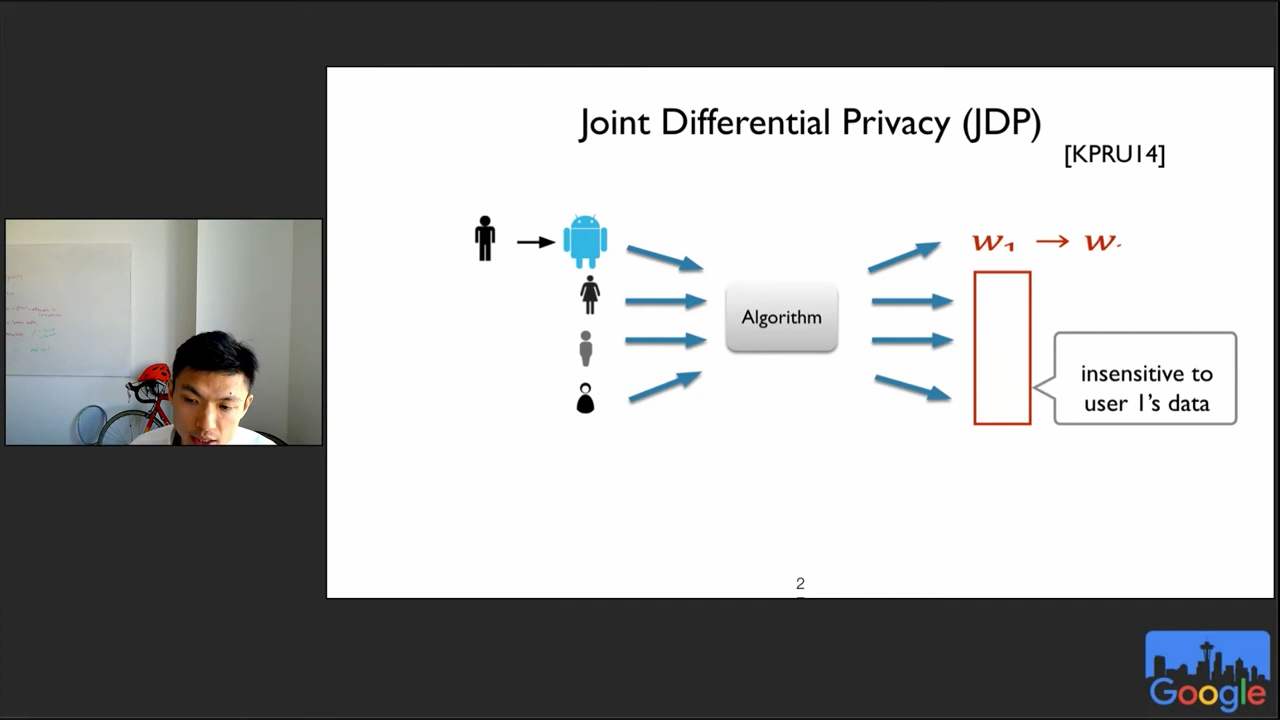 Joint Differential Privacy (JDP)
[KPRU14]
w₁ → w
Algorithm
insensitive to
user 1's data
2
Google